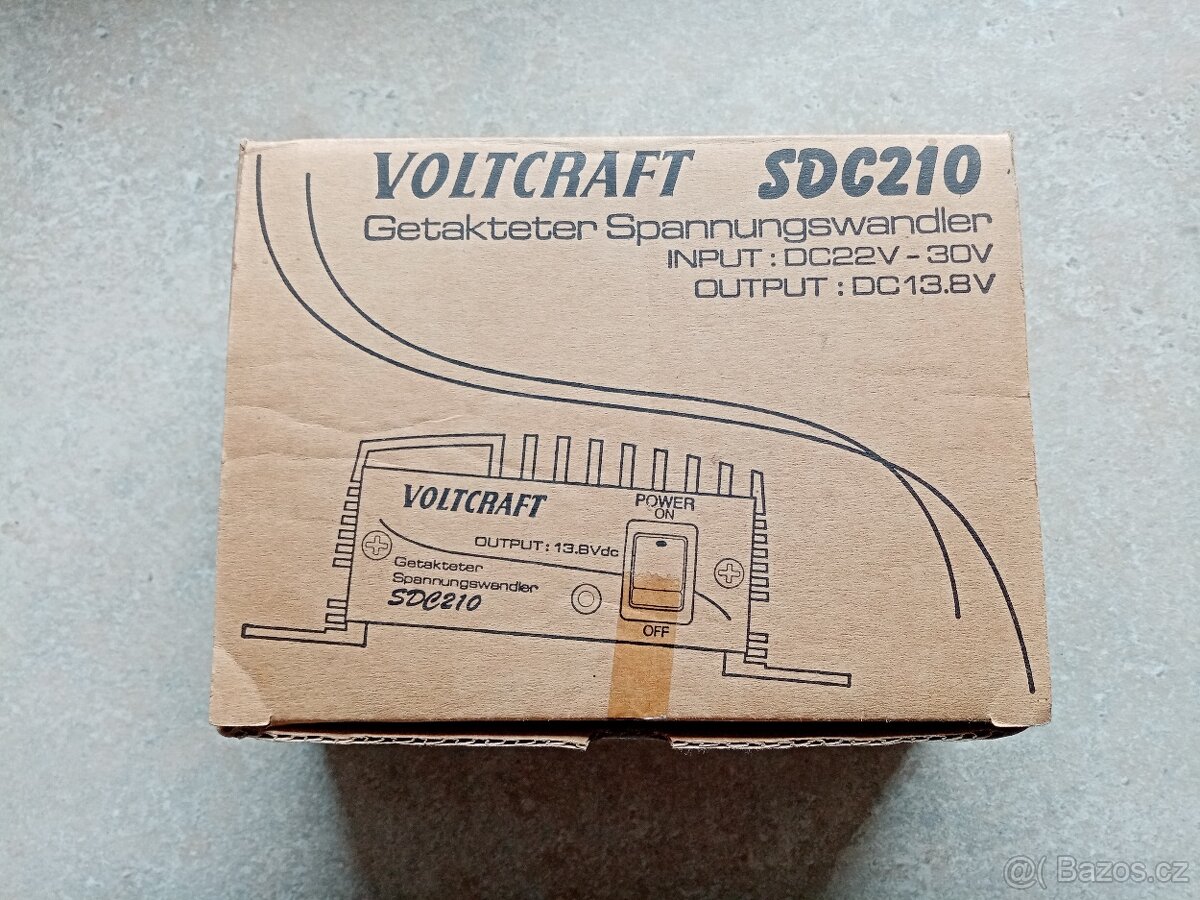 VOLTCRAFT SDC210
Getakteter Spannungswandler
INPUT : DC22V - 30V
OUTPUT : DC13.8V
VOLTCRAFT
POWER
ON
OUTPUT : 13.8Vdc
Getakteter
Spannungswandler
SDC210
OFF
@( Bazos.cz